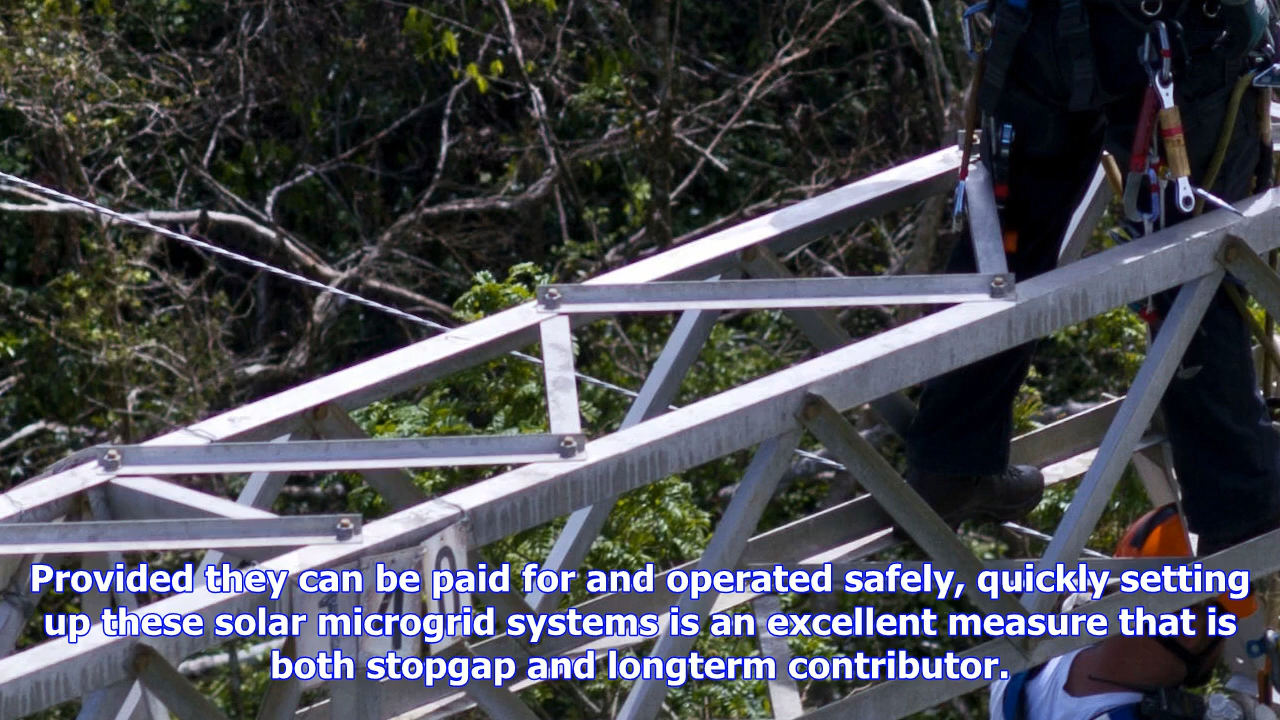 Provided they can be paid for and operated safely, quickly setting
up these solar microgrid systems is an excellent measure that is
both stopgap and longterm contributor.